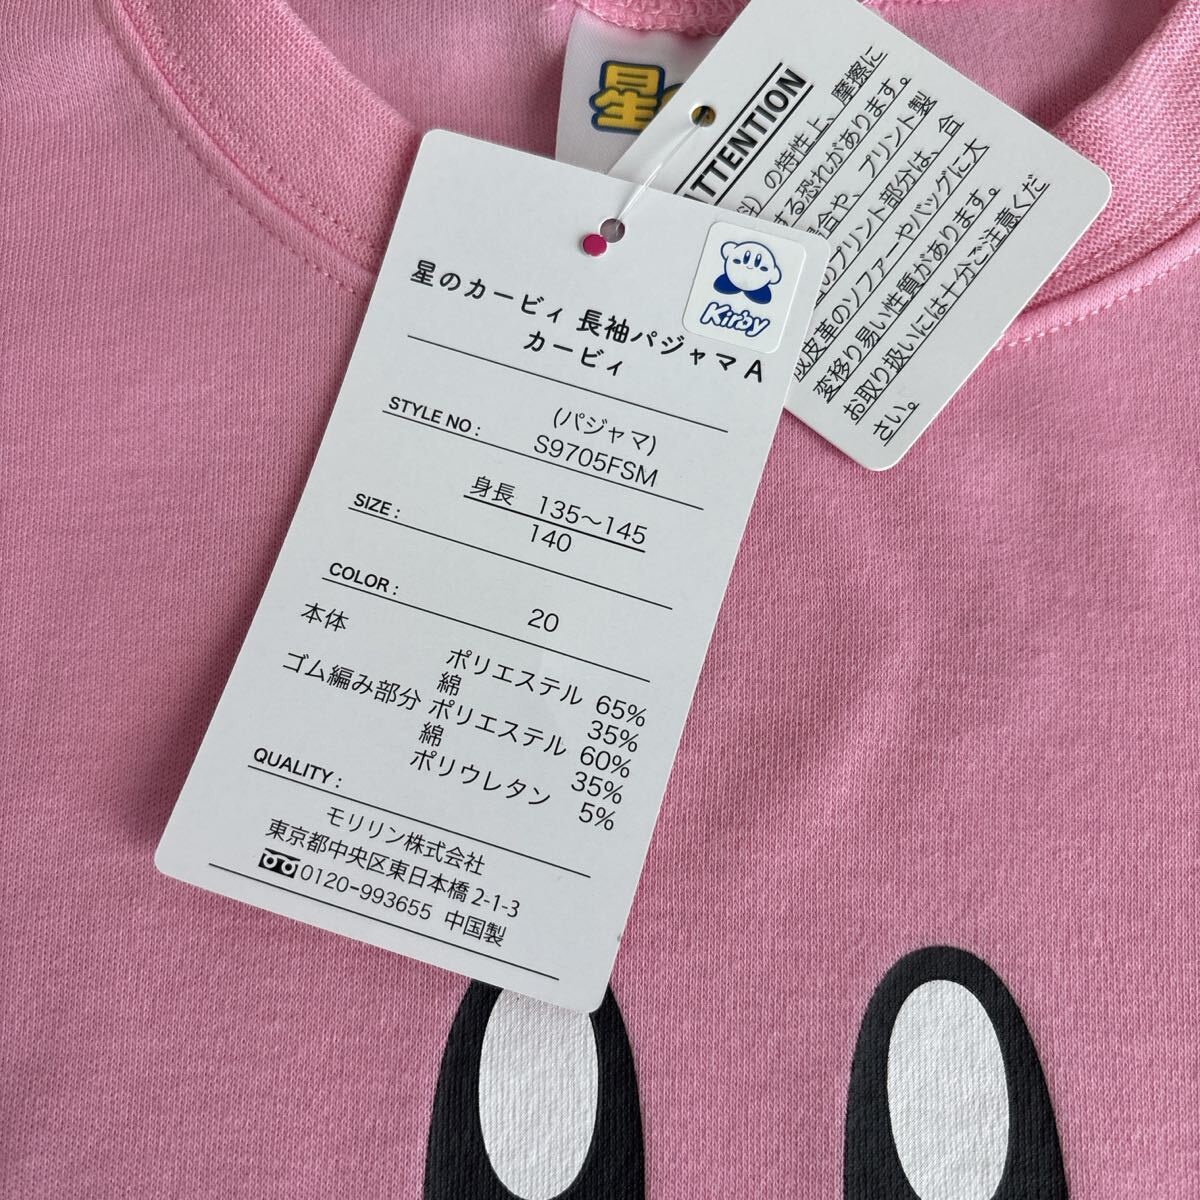 星の
ATTENTION
の特性上、摩擦に
する恐れがあります。
場合や、プリント製
のプリント部分は、合
成皮革のソファーやバッグに大
変移り易い性質があります。
お取り扱いには十分ご注意くだ
さい。
Kirby
星のカービィ 長袖パジャマ A
カービィ
(パジャマ)
STYLE NO : S9705FSM
身長 135～145
SIZE : 140
COLOR : 20
本体 ポリエステル 65%
綿 35%
ゴム編み部分 ポリエステル 60%
綿 35%
ポリウレタン 5%
QUALITY :
モリリン株式会社
東京都中央区東日本橋 2-1-3
0120-993655 中国製